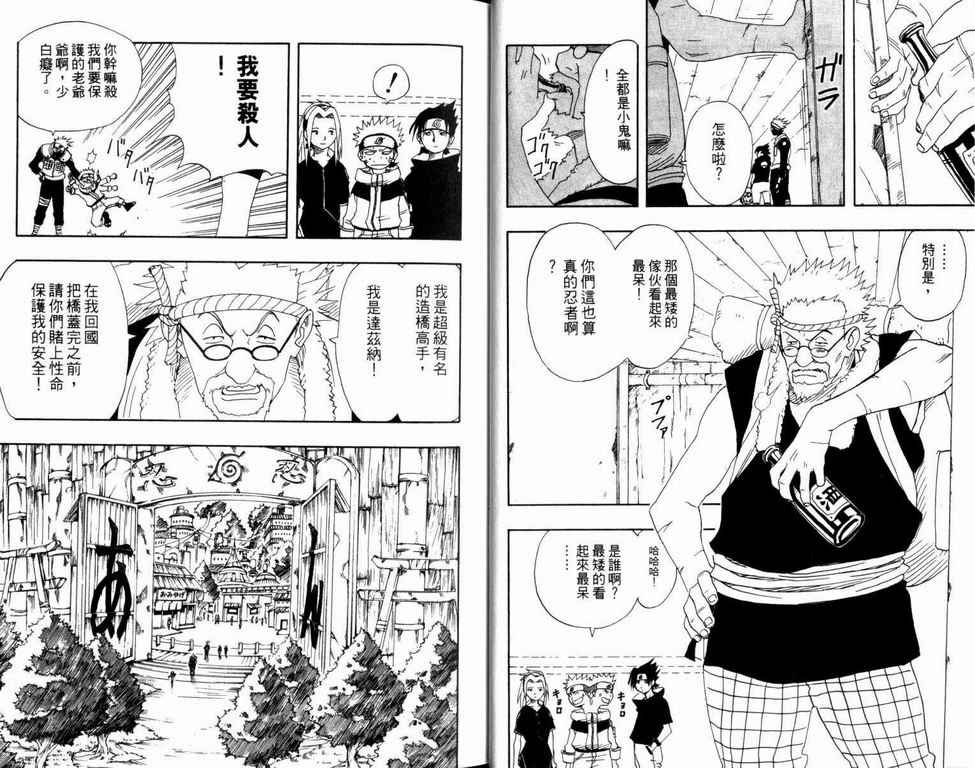 ガラ
怎麼啦？
全都是小鬼嘛
！
ゴク
ゴク
……
特別是，
那個最矮的
傢伙看起來
最呆！
你們這也算
真的忍者啊
？
プファ
酒
哈哈哈！
是誰啊？
最矮的看
起來最呆
……
キョロ
キョロ
！
我要殺人
！
你幹嘛殺
我們要保
護的老爺
爺啊，少
白癡了。
バタ
バタ
我是超級有名
的造橋高手，
我是達茲納！
在我回國
把橋蓋完之前，
請你們賭上性命
保護我的安全！
忍
あ
ん
おみやげ